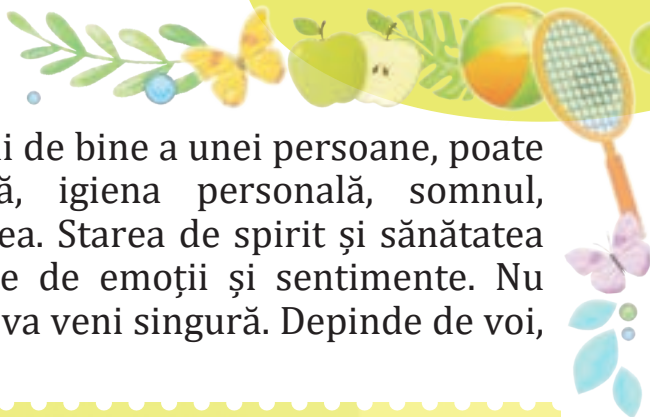 i de bine a unei persoane, poate
ă, igiena personală, somnul,
ea. Starea de spirit și sănătatea
e de emoții și sentimente. Nu
va veni singură. Depinde de voi,